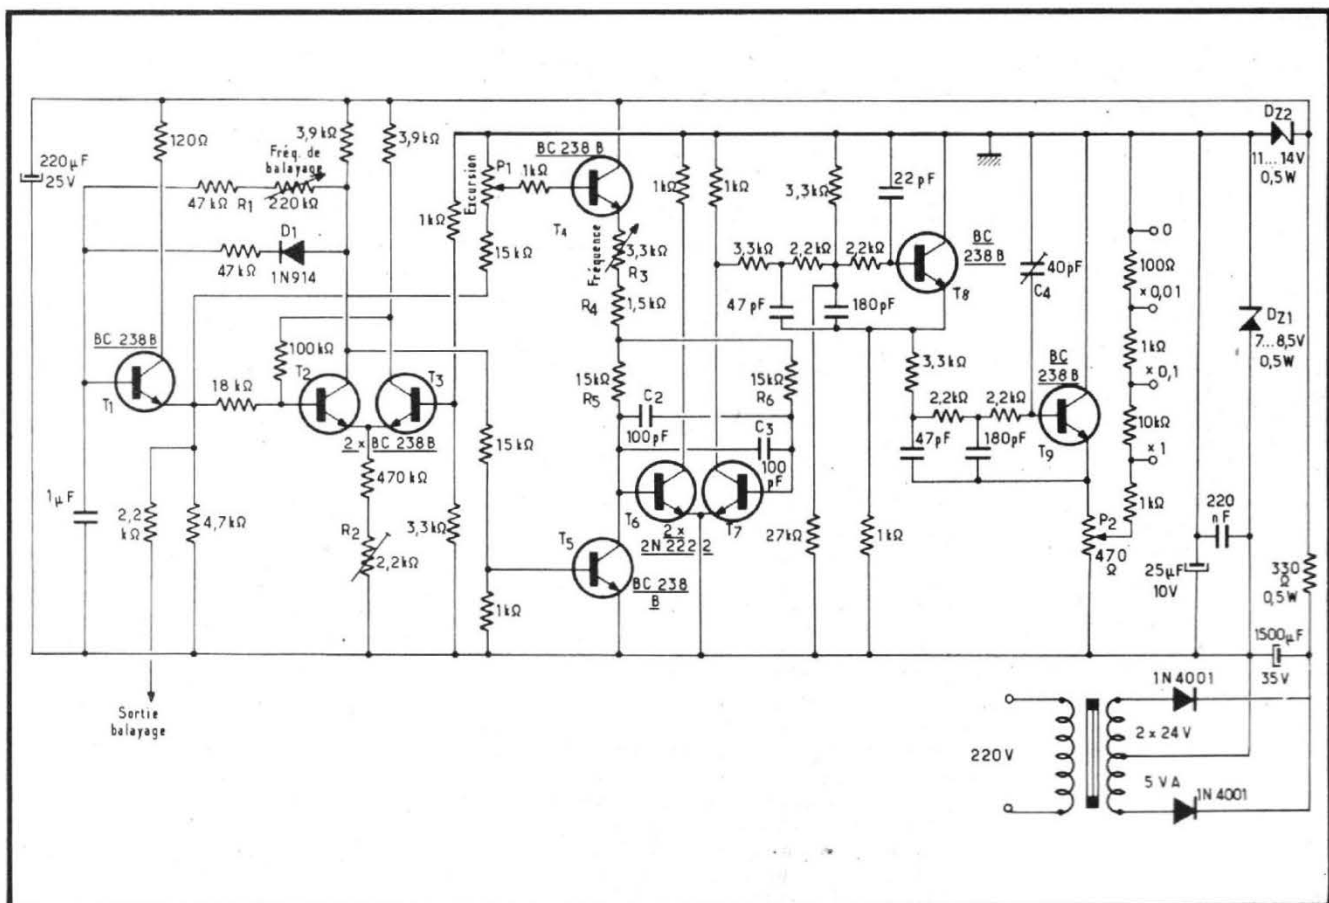 220µF
25V
120Ω
Fréq. de
balayage
3,9kΩ
3,9kΩ
47kΩ
R1
220kΩ
D1
47kΩ
1N914
BC 238B
T1
100kΩ
18kΩ
T2
T3
2 x BC 238 B
470kΩ
R2
2,2kΩ
1µF
2,2
kΩ
4,7kΩ
Sortie
balayage
1kΩ
3,3kΩ
P1
Excursion
1kΩ
15kΩ
BC 238 B
T4
Fréquence
3,3kΩ
R3
R4
1,5kΩ
15kΩ
R5
15kΩ
R6
C2
100pF
C3
100
pF
15kΩ
1kΩ
T5
BC 238
B
T6
T7
2 x
2N 2222
1kΩ
1kΩ
3,3kΩ
22pF
3,3kΩ
2,2kΩ
2,2kΩ
BC
238B
T8
47pF
180pF
27kΩ
1kΩ
3,3kΩ
2,2kΩ
2,2kΩ
47pF
180pF
40pF
C4
BC
238B
T9
P2
470
Ω
0
100Ω
x 0,01
1kΩ
x 0,1
10kΩ
x 1
1kΩ
25µF
10V
220
nF
DZ2
11...14V
0,5W
DZ1
7...8,5V
0,5W
330
Ω
0,5W
1500µF
35V
1N4001
220V
2 x 24 V
5 VA
1N 4001